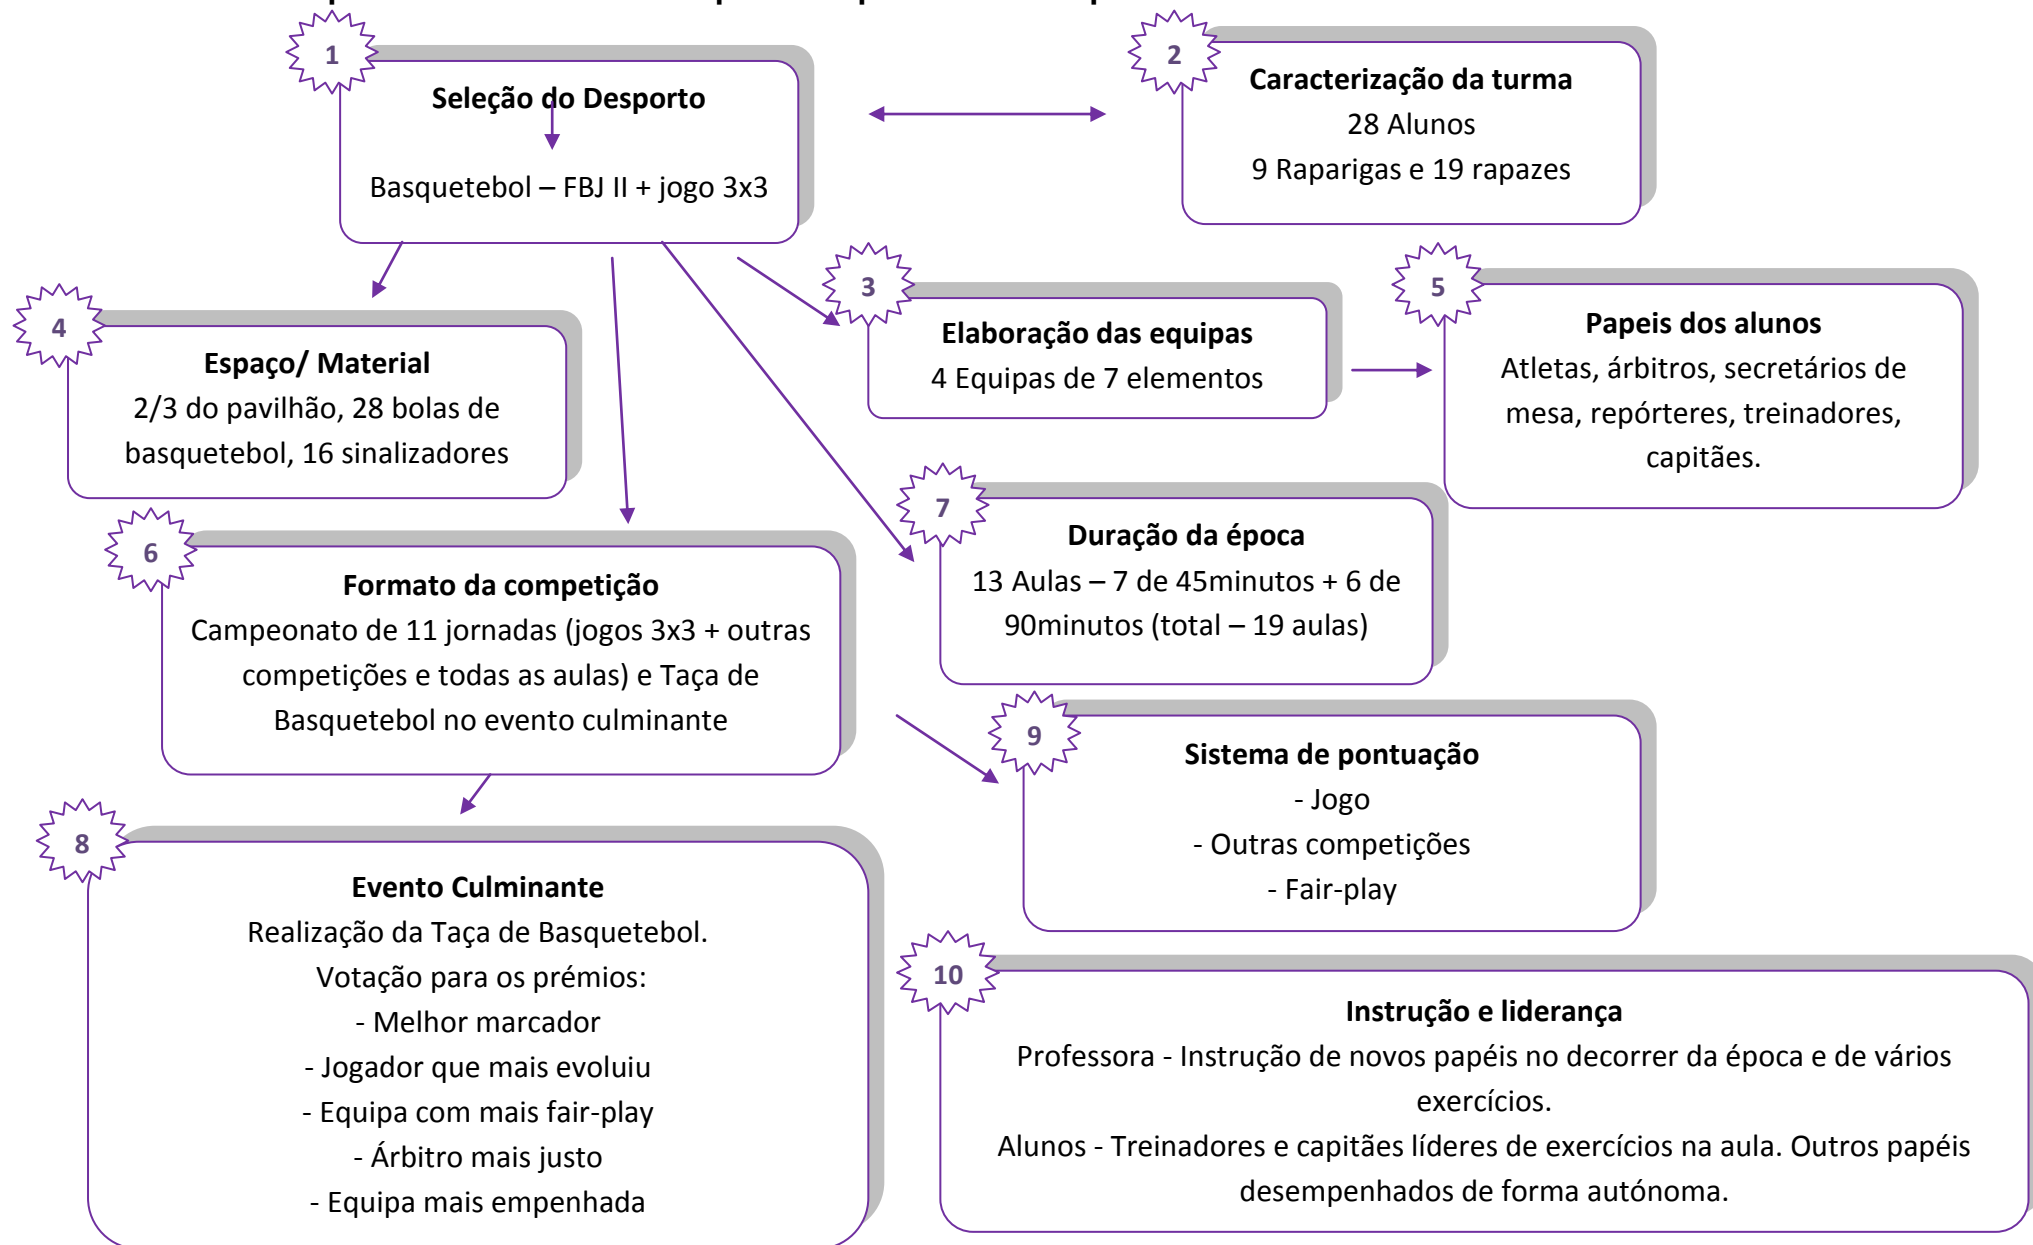 1
Seleção do Desporto
Basquetebol – FBJ II + jogo 3x3
2
Caracterização da turma
28 Alunos
9 Raparigas e 19 rapazes
3
Elaboração das equipas
4 Equipas de 7 elementos
4
Espaço/ Material
2/3 do pavilhão, 28 bolas de
basquetebol, 16 sinalizadores
5
Papeis dos alunos
Atletas, árbitros, secretários de
mesa, repórteres, treinadores,
capitães.
6
Formato da competição
Campeonato de 11 jornadas (jogos 3x3 + outras
competições e todas as aulas) e Taça de
Basquetebol no evento culminante
7
Duração da época
13 Aulas – 7 de 45minutos + 6 de
90minutos (total – 19 aulas)
8
Evento Culminante
Realização da Taça de Basquetebol.
Votação para os prémios:
- Melhor marcador
- Jogador que mais evoluiu
- Equipa com mais fair-play
- Árbitro mais justo
- Equipa mais empenhada
9
Sistema de pontuação
- Jogo
- Outras competições
- Fair-play
10
Instrução e liderança
Professora - Instrução de novos papéis no decorrer da época e de vários
exercícios.
Alunos - Treinadores e capitães líderes de exercícios na aula. Outros papéis
desempenhados de forma autónoma.